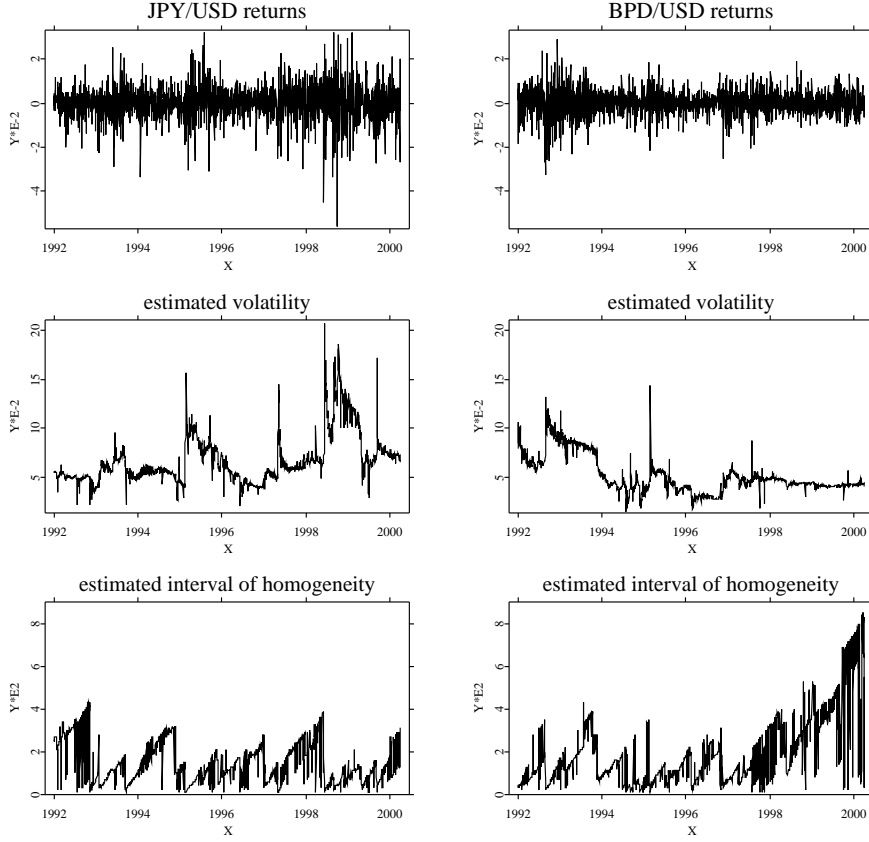 JPY/USD returns
Y*E-2
2
0
-2
-4
1992 1994 1996 1998 2000
X
BPD/USD returns
Y*E-2
2
0
-2
-4
1992 1994 1996 1998 2000
X
estimated volatility
Y*E-2
20
15
10
5
1992 1994 1996 1998 2000
X
estimated volatility
Y*E-2
20
15
10
5
1992 1994 1996 1998 2000
X
estimated interval of homogeneity
Y*E2
8
6
4
2
0
1992 1994 1996 1998 2000
X
estimated interval of homogeneity
Y*E2
8
6
4
2
0
1992 1994 1996 1998 2000
X